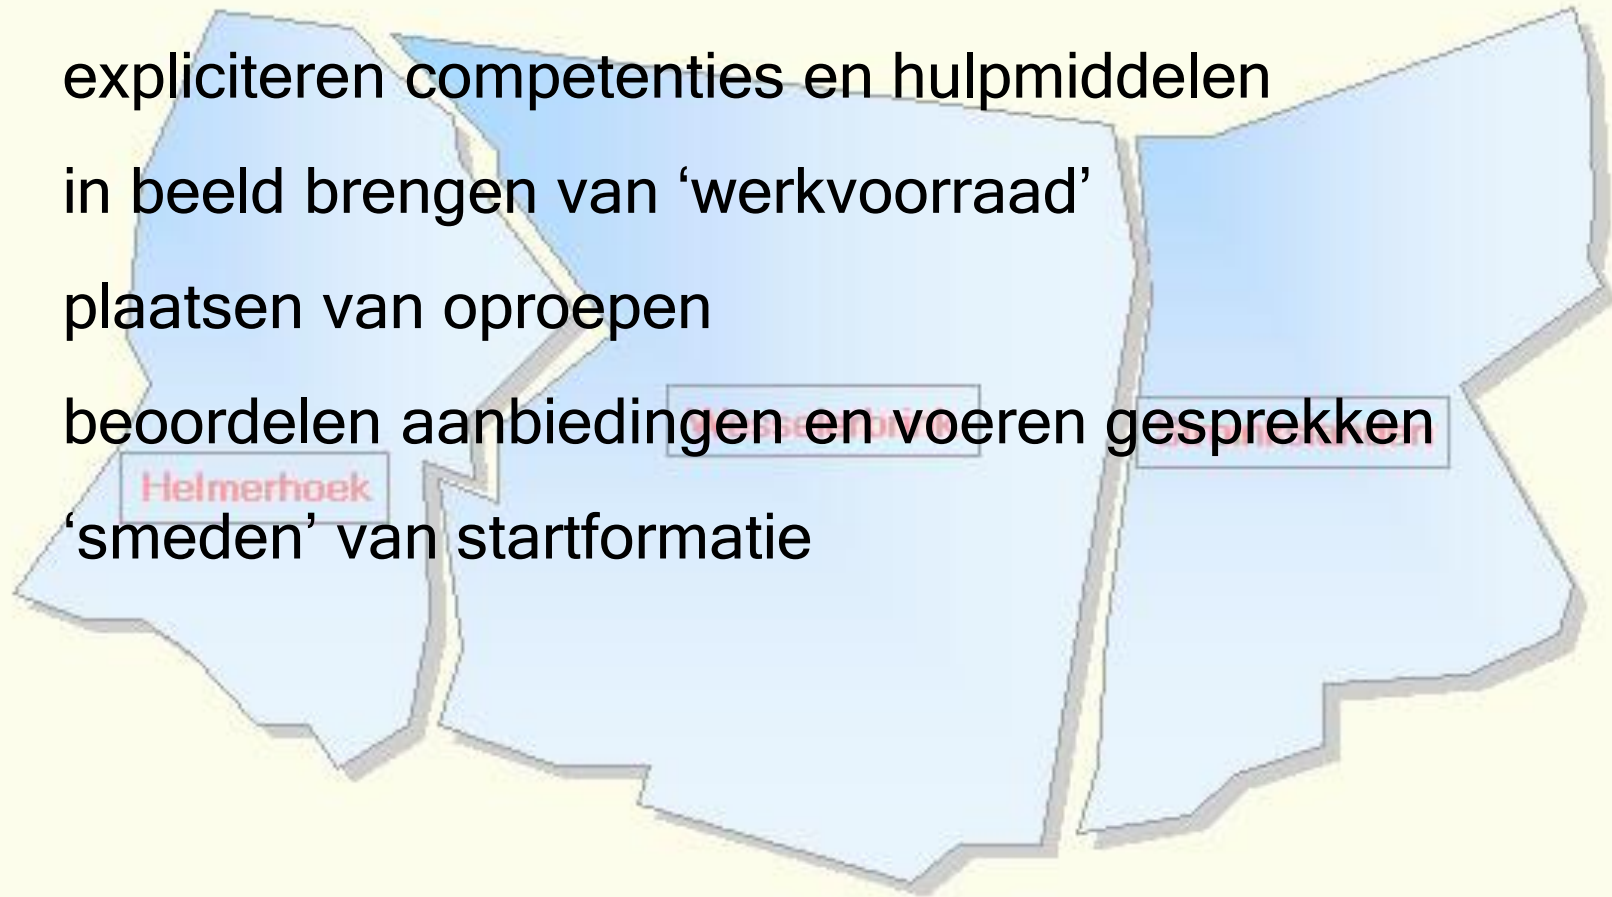 expliciteren competenties en hulpmiddelen
in beeld brengen van ‘werkvoorraad’
plaatsen van oproepen
beoordelen aanbiedingen en voeren gesprekken
Wesselerbrink
Helmerhoek
‘smeden’ van startformatie